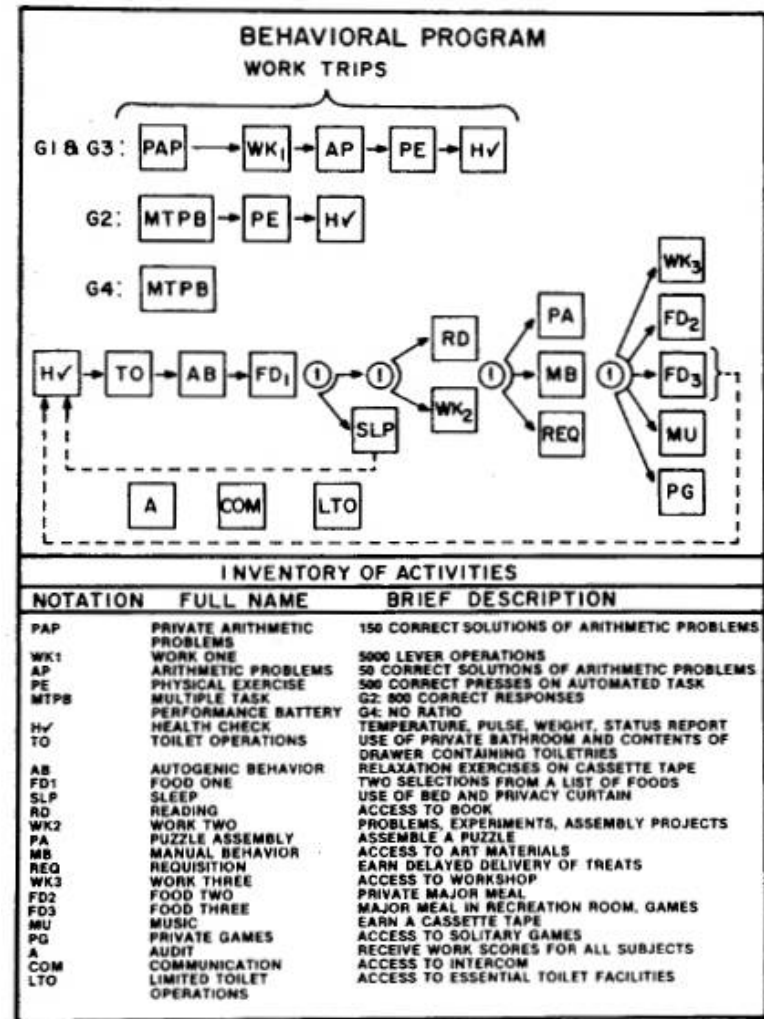 BEHAVIORAL PROGRAM
WORK TRIPS
G1 & G3: PAP WK1 AP PE H✓
G2: MTPB PE H✓
G4: MTPB
H✓ TO AB FD1 1 1 RD 1 PA 1 WK3
SLP WK2 MB FD2
REQ FD3
MU
PG
A COM LTO
INVENTORY OF ACTIVITIES
NOTATION FULL NAME BRIEF DESCRIPTION
PAP PRIVATE ARITHMETIC 150 CORRECT SOLUTIONS OF ARITHMETIC PROBLEMS
PROBLEMS
WK1 WORK ONE 5000 LEVER OPERATIONS
AP ARITHMETIC PROBLEMS 50 CORRECT SOLUTIONS OF ARITHMETIC PROBLEMS
PE PHYSICAL EXERCISE 500 CORRECT PRESSES ON AUTOMATED TASK
MTPB MULTIPLE TASK G2: 800 CORRECT RESPONSES
PERFORMANCE BATTERY G4: NO RATIO
H✓ HEALTH CHECK TEMPERATURE, PULSE, WEIGHT, STATUS REPORT
TO TOILET OPERATIONS USE OF PRIVATE BATHROOM AND CONTENTS OF
DRAWER CONTAINING TOILETRIES
AB AUTOGENIC BEHAVIOR RELAXATION EXERCISES ON CASSETTE TAPE
FD1 FOOD ONE TWO SELECTIONS FROM A LIST OF FOODS
SLP SLEEP USE OF BED AND PRIVACY CURTAIN
RD READING ACCESS TO BOOK
WK2 WORK TWO PROBLEMS, EXPERIMENTS, ASSEMBLY PROJECTS
PA PUZZLE ASSEMBLY ASSEMBLE A PUZZLE
MB MANUAL BEHAVIOR ACCESS TO ART MATERIALS
REQ REQUISITION EARN DELAYED DELIVERY OF TREATS
WK3 WORK THREE ACCESS TO WORKSHOP
FD2 FOOD TWO PRIVATE MAJOR MEAL
FD3 FOOD THREE MAJOR MEAL IN RECREATION ROOM, GAMES
MU MUSIC EARN A CASSETTE TAPE
PG PRIVATE GAMES ACCESS TO SOLITARY GAMES
A AUDIT RECEIVE WORK SCORES FOR ALL SUBJECTS
COM COMMUNICATION ACCESS TO INTERCOM
LTO LIMITED TOILET ACCESS TO ESSENTIAL TOILET FACILITIES
OPERATIONS